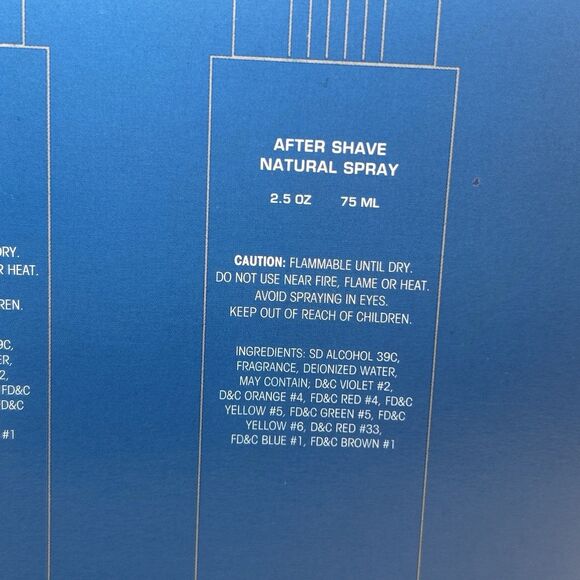 AFTER SHAVE
NATURAL SPRAY
2.5 OZ 75 ML
CAUTION: FLAMMABLE UNTIL DRY.
DO NOT USE NEAR FIRE, FLAME OR HEAT.
AVOID SPRAYING IN EYES.
KEEP OUT OF REACH OF CHILDREN.
INGREDIENTS: SD ALCOHOL 39C,
FRAGRANCE, DEIONIZED WATER,
MAY CONTAIN; D&C VIOLET #2,
D&C ORANGE #4, FD&C RED #4, FD&C
YELLOW #5, FD&C GREEN #5, FD&C
YELLOW #6, D&C RED #33,
FD&C BLUE #1, FD&C BROWN #1
HEAT.
FD&C
#1